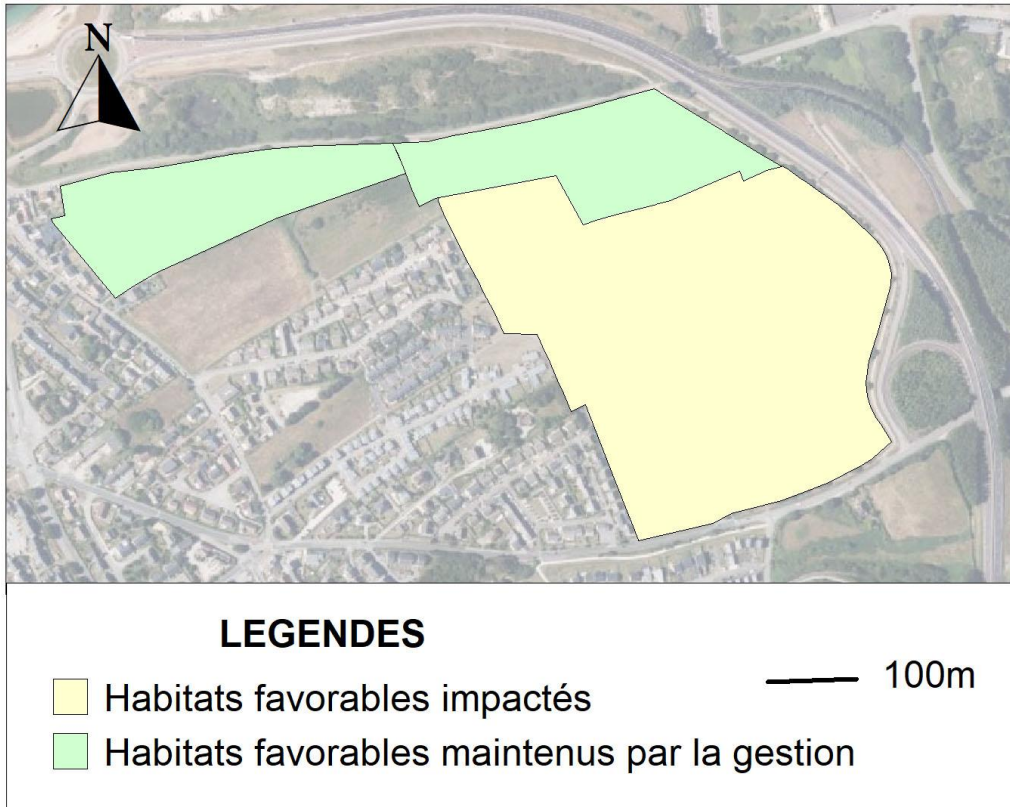 N
LEGENDES
Habitats favorables impactés
100m
Habitats favorables maintenus par la gestion